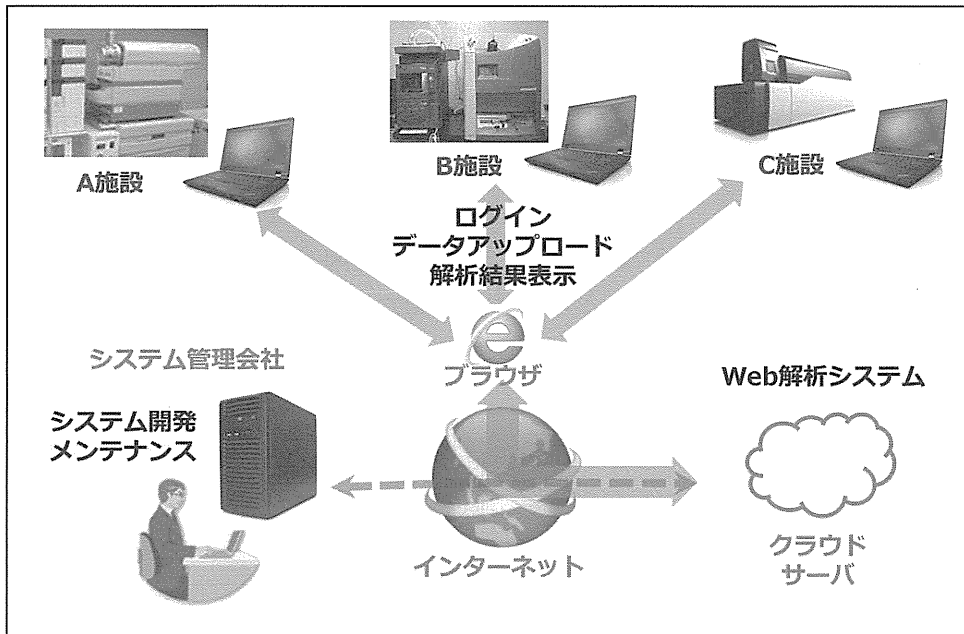 A施設
B施設
C施設
ログイン
データアップロード
解析結果表示
ブラウザ
システム管理会社
システム開発
メンテナンス
Web解析システム
インターネット
クラウド
サーバ